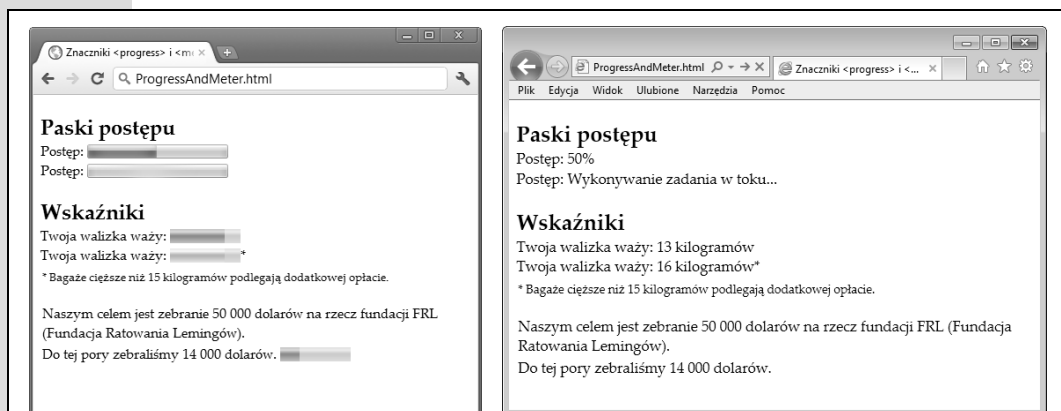 Znaczniki <progress> i <me
ProgressAndMeter.html
Paski postępu
Postęp:
Postęp:
Wskaźniki
Twoja walizka waży:
Twoja walizka waży: *
* Bagaże cięższe niż 15 kilogramów podlegają dodatkowej opłacie.
Naszym celem jest zebranie 50 000 dolarów na rzecz fundacji FRL
(Fundacja Ratowania Lemingów).
Do tej pory zebraliśmy 14 000 dolarów.
ProgressAndMeter.html
Znaczniki <progress> i <...
Plik Edycja Widok Ulubione Narzędzia Pomoc
Paski postępu
Postęp: 50%
Postęp: Wykonywanie zadania w toku...
Wskaźniki
Twoja walizka waży: 13 kilogramów
Twoja walizka waży: 16 kilogramów*
* Bagaże cięższe niż 15 kilogramów podlegają dodatkowej opłacie.
Naszym celem jest zebranie 50 000 dolarów na rzecz fundacji FRL (Fundacja
Ratowania Lemingów).
Do tej pory zebraliśmy 14 000 dolarów.